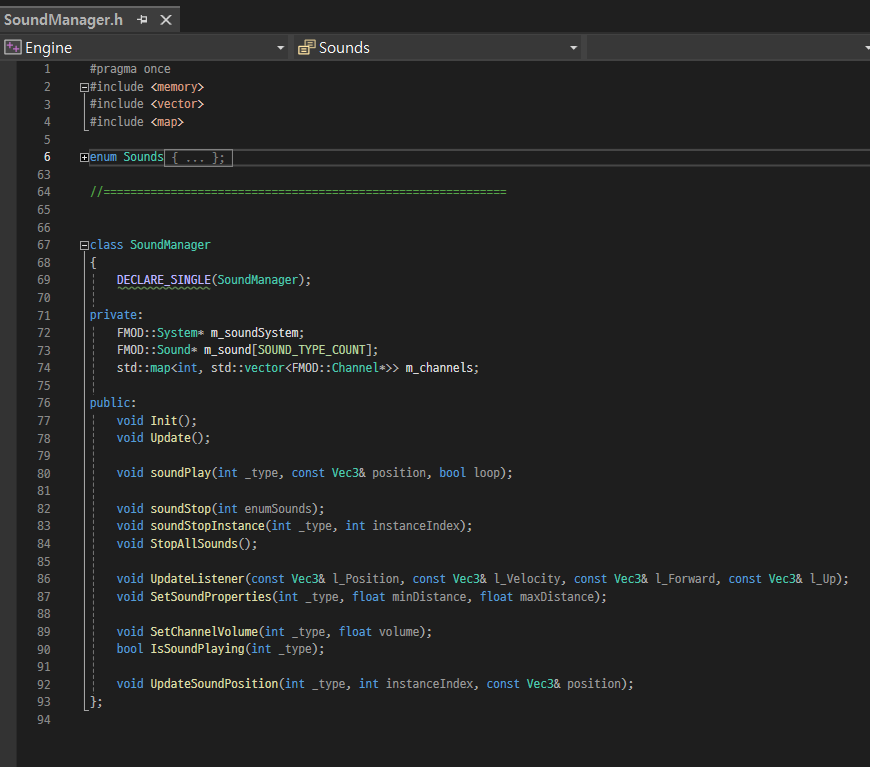 SoundManager.h
Engine Sounds
1 #pragma once
2 #include <memory>
3 #include <vector>
4 #include <map>
5
6 enum Sounds { ... };
63
64 //============================================================
65
66
67 class SoundManager
68 {
69 DECLARE_SINGLE(SoundManager);
70
71 private:
72 FMOD::System* m_soundSystem;
73 FMOD::Sound* m_sound[SOUND_TYPE_COUNT];
74 std::map<int, std::vector<FMOD::Channel*>> m_channels;
75
76 public:
77 void Init();
78 void Update();
79
80 void soundPlay(int _type, const Vec3& position, bool loop);
81
82 void soundStop(int enumSounds);
83 void soundStopInstance(int _type, int instanceIndex);
84 void StopAllSounds();
85
86 void UpdateListener(const Vec3& l_Position, const Vec3& l_Velocity, const Vec3& l_Forward, const Vec3& l_Up);
87 void SetSoundProperties(int _type, float minDistance, float maxDistance);
88
89 void SetChannelVolume(int _type, float volume);
90 bool IsSoundPlaying(int _type);
91
92 void UpdateSoundPosition(int _type, int instanceIndex, const Vec3& position);
93 };
94